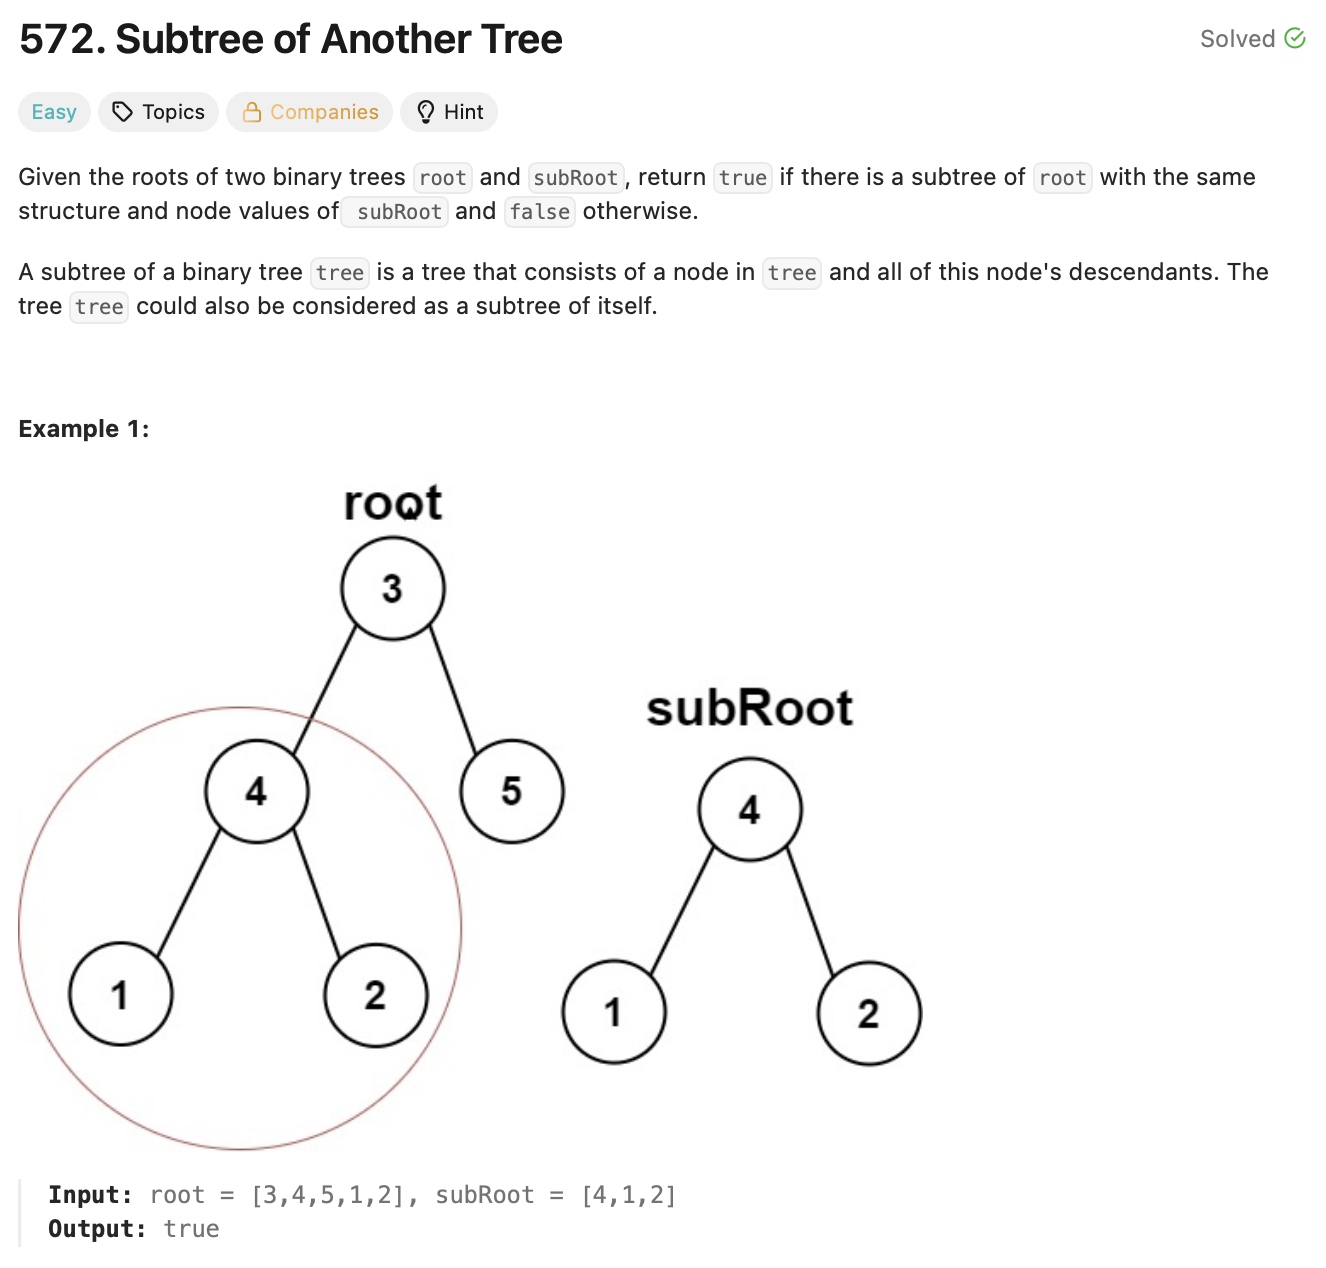 572. Subtree of Another Tree
Solved
Easy Topics Companies Hint
Given the roots of two binary trees root and subRoot, return true if there is a subtree of root with the same
structure and node values of subRoot and false otherwise.
A subtree of a binary tree tree is a tree that consists of a node in tree and all of this node's descendants. The
tree tree could also be considered as a subtree of itself.
Example 1:
root
3
4
5
1
2
subRoot
4
1
2
Input: root = [3,4,5,1,2], subRoot = [4,1,2]
Output: true